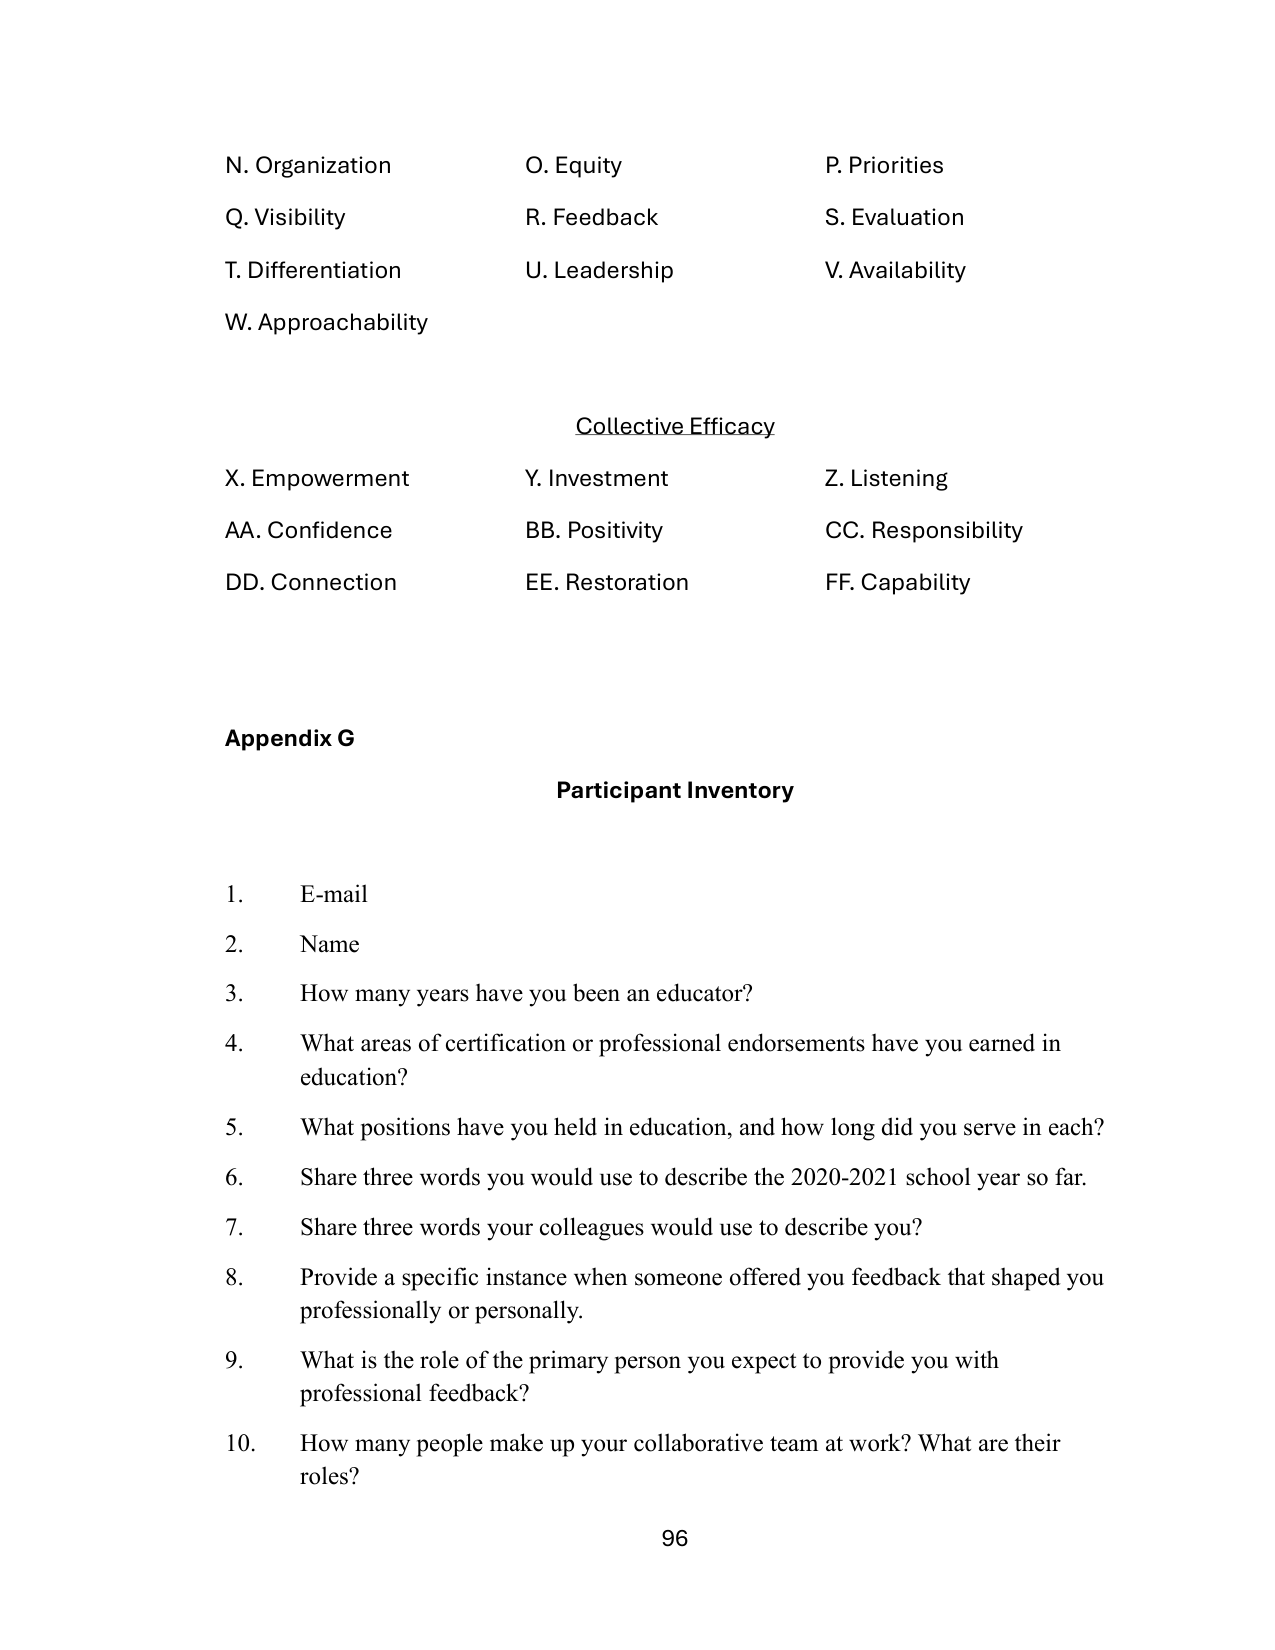 N. Organization O. Equity P. Priorities
Q. Visibility R. Feedback S. Evaluation
T. Differentiation U. Leadership V. Availability
W. Approachability
Collective Efficacy
X. Empowerment Y. Investment Z. Listening
AA. Confidence BB. Positivity CC. Responsibility
DD. Connection EE. Restoration FF. Capability
Appendix G
Participant Inventory
1. E-mail
2. Name
3. How many years have you been an educator?
4. What areas of certification or professional endorsements have you earned in
education?
5. What positions have you held in education, and how long did you serve in each?
6. Share three words you would use to describe the 2020-2021 school year so far.
7. Share three words your colleagues would use to describe you?
8. Provide a specific instance when someone offered you feedback that shaped you
professionally or personally.
9. What is the role of the primary person you expect to provide you with
professional feedback?
10. How many people make up your collaborative team at work? What are their
roles?
96